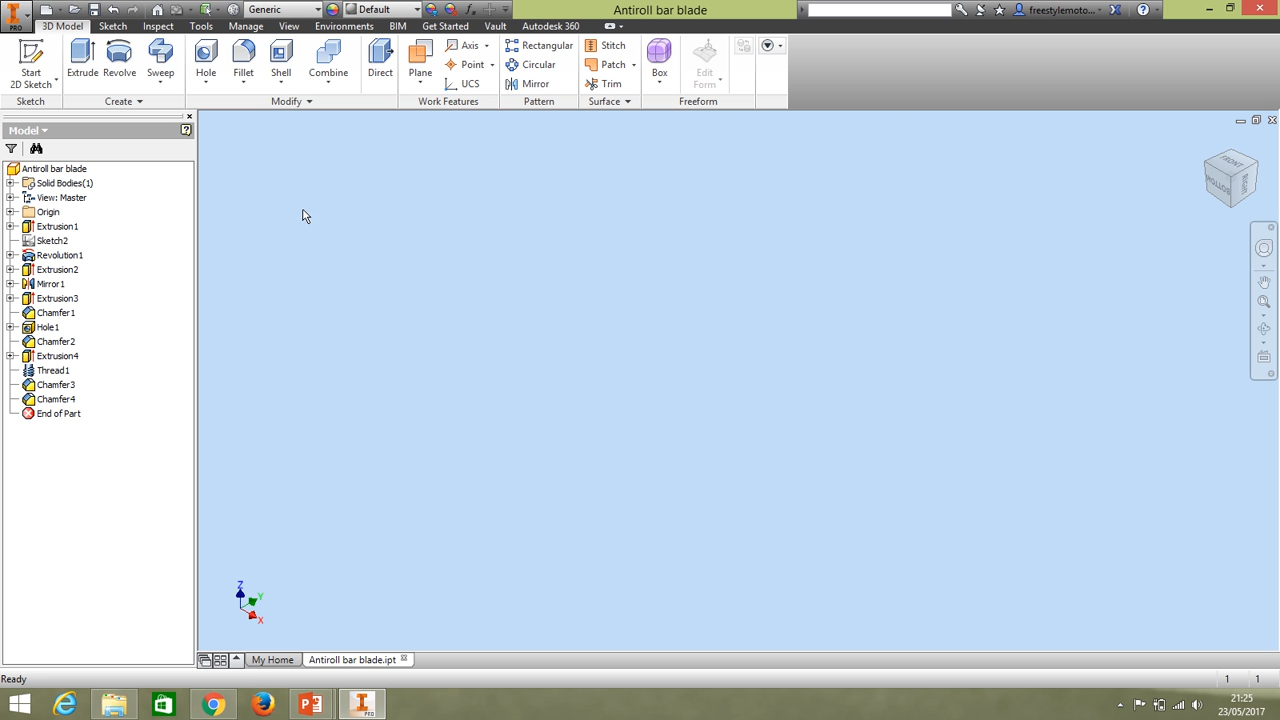 Generic
Default
Antiroll bar blade
freestylemoto...
PRO
3D Model
Sketch
Inspect
Tools
Manage
View
Environments
BIM
Get Started
Vault
Autodesk 360
Start
2D Sketch
Extrude
Revolve
Sweep
Hole
Fillet
Shell
Combine
Direct
Plane
Axis
Point
UCS
Rectangular
Circular
Mirror
Stitch
Patch
Trim
Box
Edit
Form
Sketch
Create
Modify
Work Features
Pattern
Surface
Freeform
Model
Antiroll bar blade
Solid Bodies(1)
View: Master
Origin
Extrusion1
Sketch2
Revolution1
Extrusion2
Mirror1
Extrusion3
Chamfer1
Hole1
Chamfer2
Extrusion4
Thread1
Chamfer3
Chamfer4
End of Part
FRONT
BOTTOM
Z
Y
X
My Home
Antiroll bar blade.ipt
Ready
1
1
PRO
21:25
23/05/2017